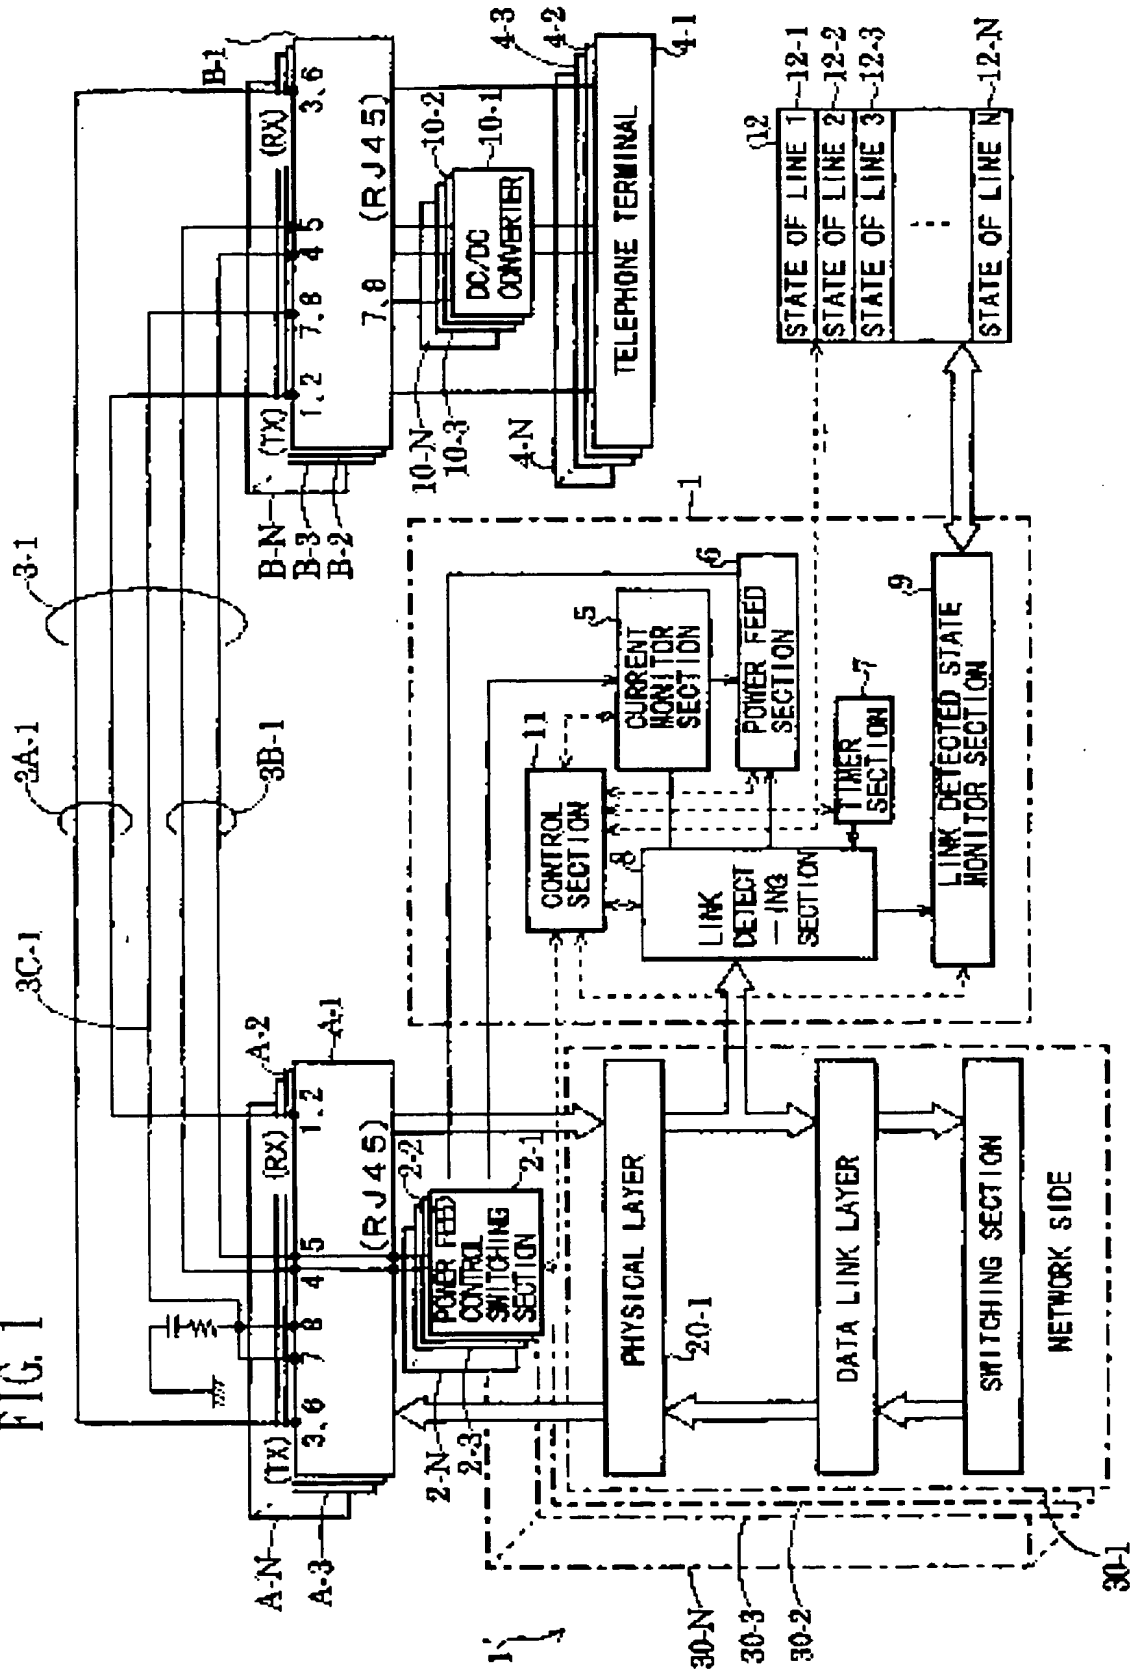 FIG. 1
3-1
3A-1
3B-1
3C-1
A-N
A-3
(TX)
3, 6
7
8
4
5
(RX)
1, 2
A-2
A-1
(RJ45)
B-N
B-3
B-2
(TX)
1, 2
7, 8
4
5
(RX)
3, 6
B-1
7, 8
(RJ45)
2-N
2-3
POWER FEED
CONTROL
SWITCHING
SECTION
2-2
2-1
10-N
10-3
DC/DC
CONVERTER
10-2
10-1
4-N
TELEPHONE TERMINAL
4-3
4-2
4-1
1
CONTROL
SECTION
11
CURRENT
MONITOR
SECTION
5
POWER FEED
SECTION
6
LINK
DETECT
-ING
SECTION
8
TIMER
SECTION
7
LINK DETECTED STATE
MONITOR SECTION
9
12
STATE OF LINE 1
12-1
STATE OF LINE 2
12-2
STATE OF LINE 3
12-3
STATE OF LINE N
12-N
PHYSICAL LAYER
20-1
DATA LINK LAYER
SWITCHING SECTION
NETWORK SIDE
1'
30-N
30-3
30-2
30-1